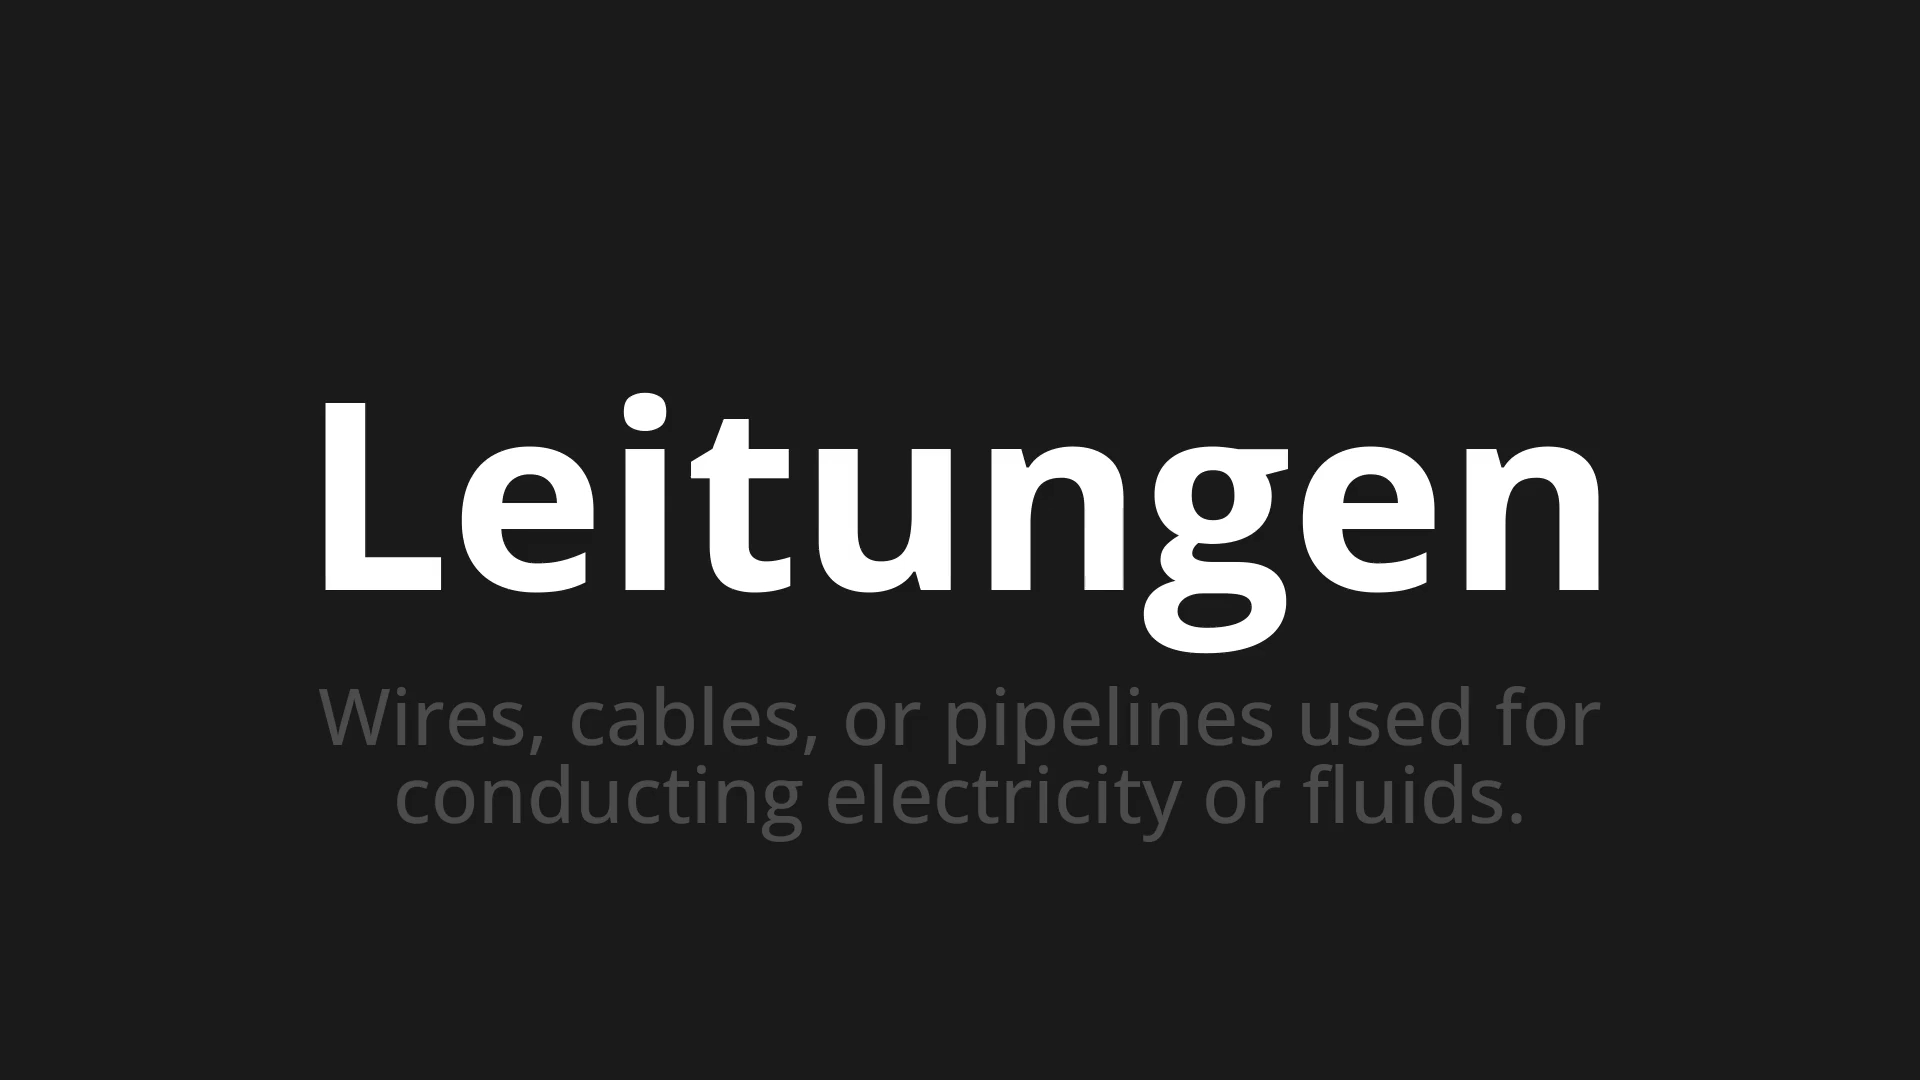 Leitungen
Wires, cables, or pipelines used for
conducting electricity or fluids.